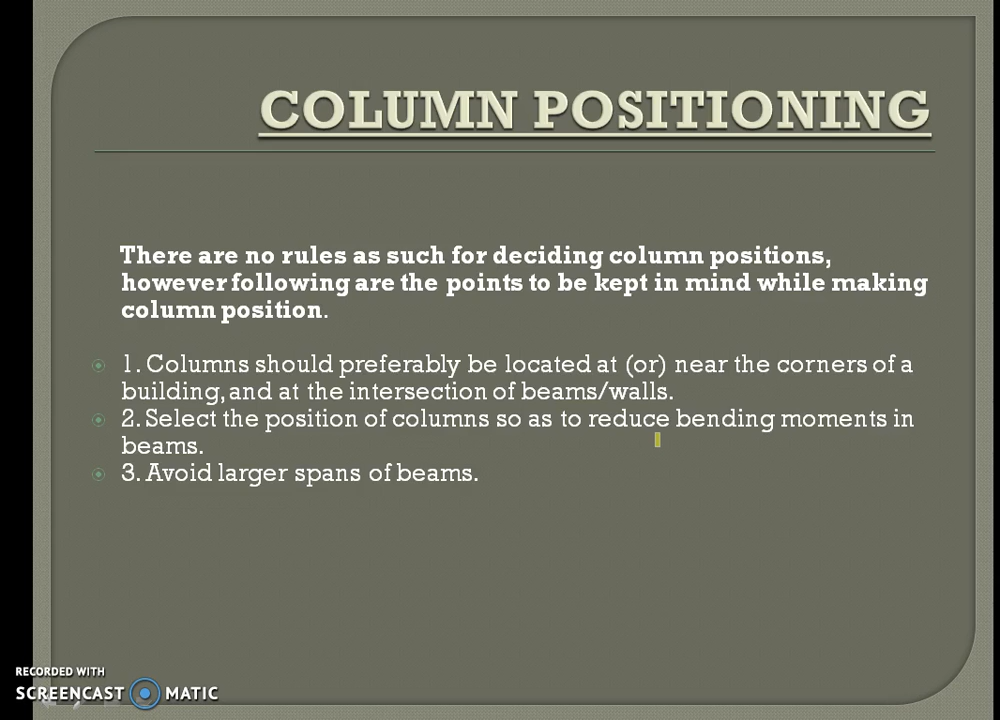 COLUMN POSITIONING
There are no rules as such for deciding column positions,
however following are the points to be kept in mind while making
column position.
1. Columns should preferably be located at (or) near the corners of a
building,and at the intersection of beams/walls.
2. Select the position of columns so as to reduce bending moments in
beams.
3. Avoid larger spans of beams.
RECORDED WITH
SCREENCAST MATIC